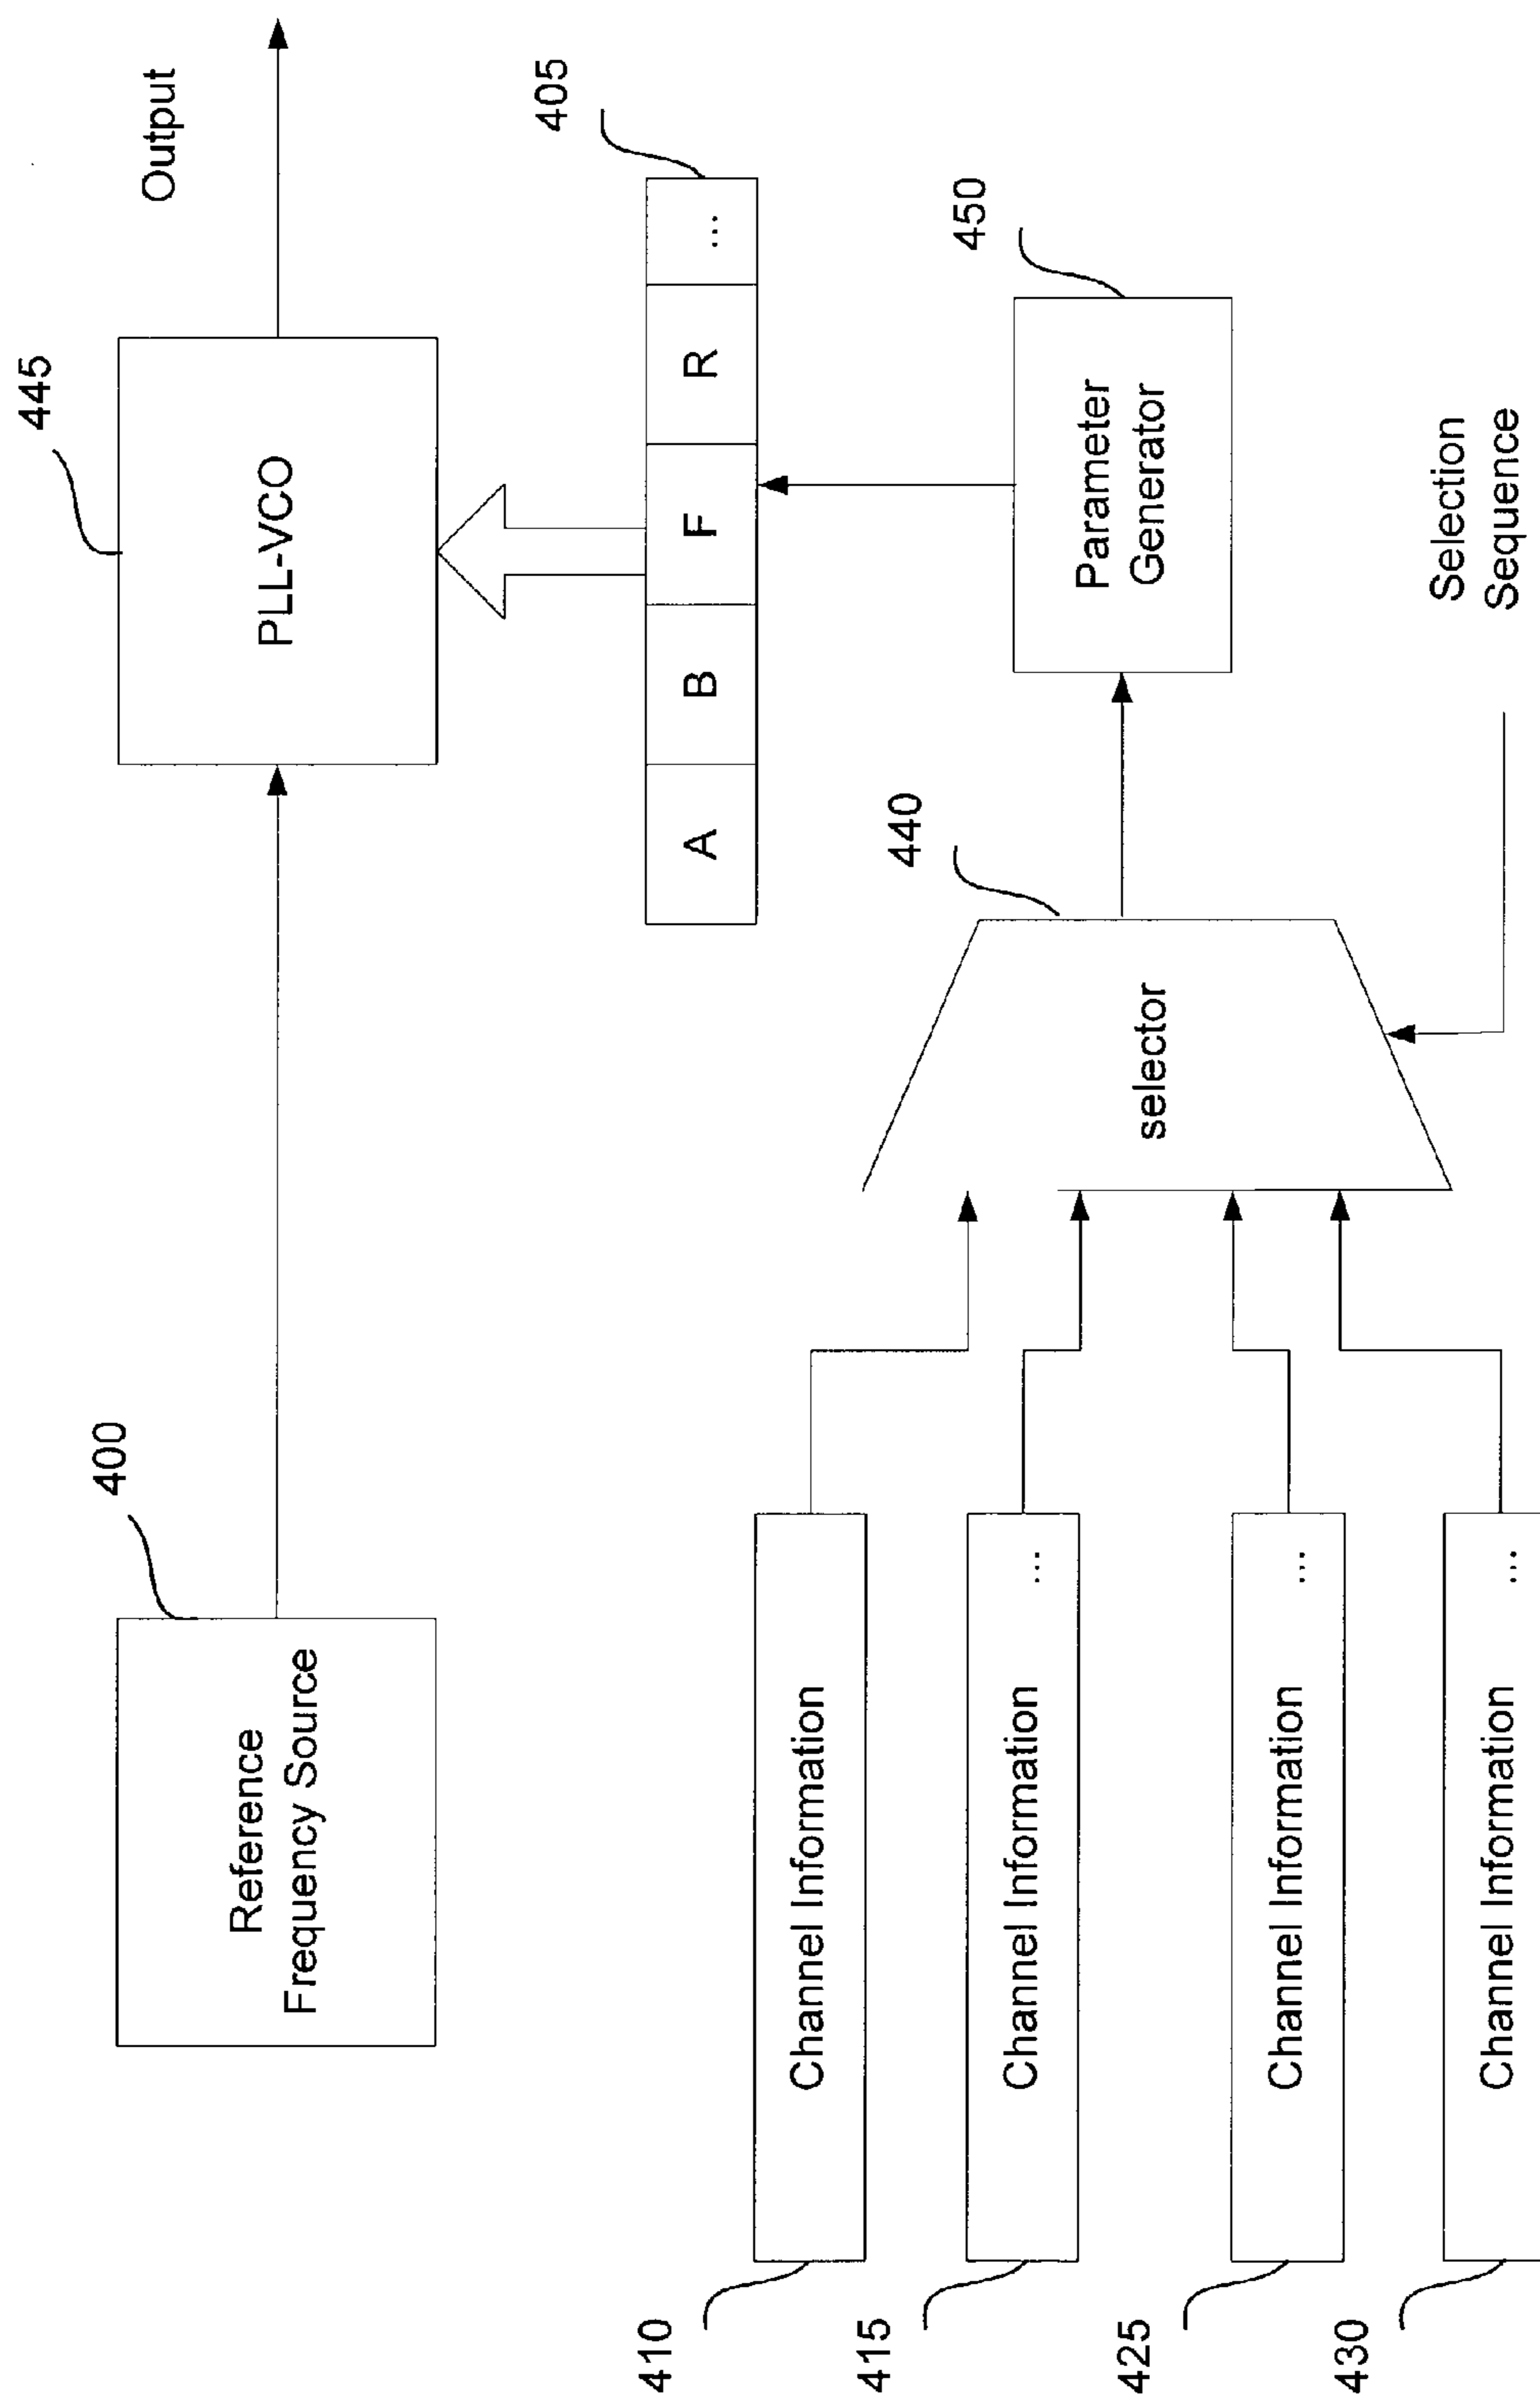 400
Reference
Frequency Source
445
PLL-VCO
Output
405
A
B
F
R
...
410
Channel Information
415
Channel Information
...
425
Channel Information
...
430
Channel Information
...
440
selector
450
Parameter
Generator
Selection
Sequence